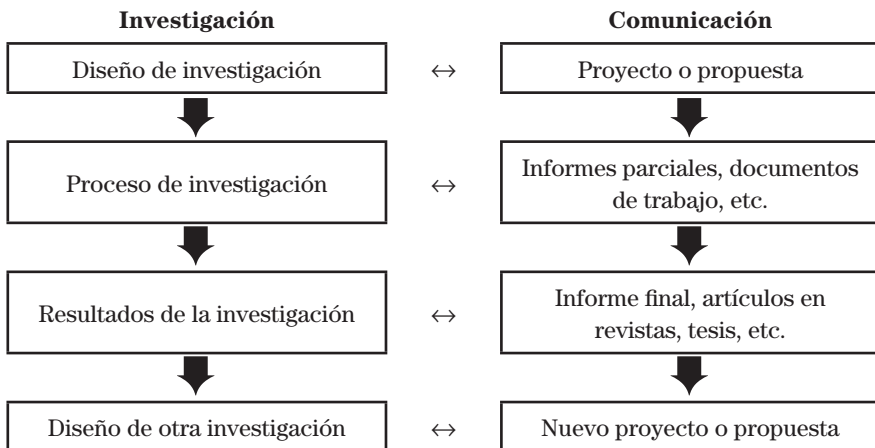 Investigación Comunicación
Diseño de investigación ↔ Proyecto o propuesta
Proceso de investigación ↔ Informes parciales, documentos
de trabajo, etc.
Resultados de la investigación ↔ Informe final, artículos en
revistas, tesis, etc.
Diseño de otra investigación ↔ Nuevo proyecto o propuesta